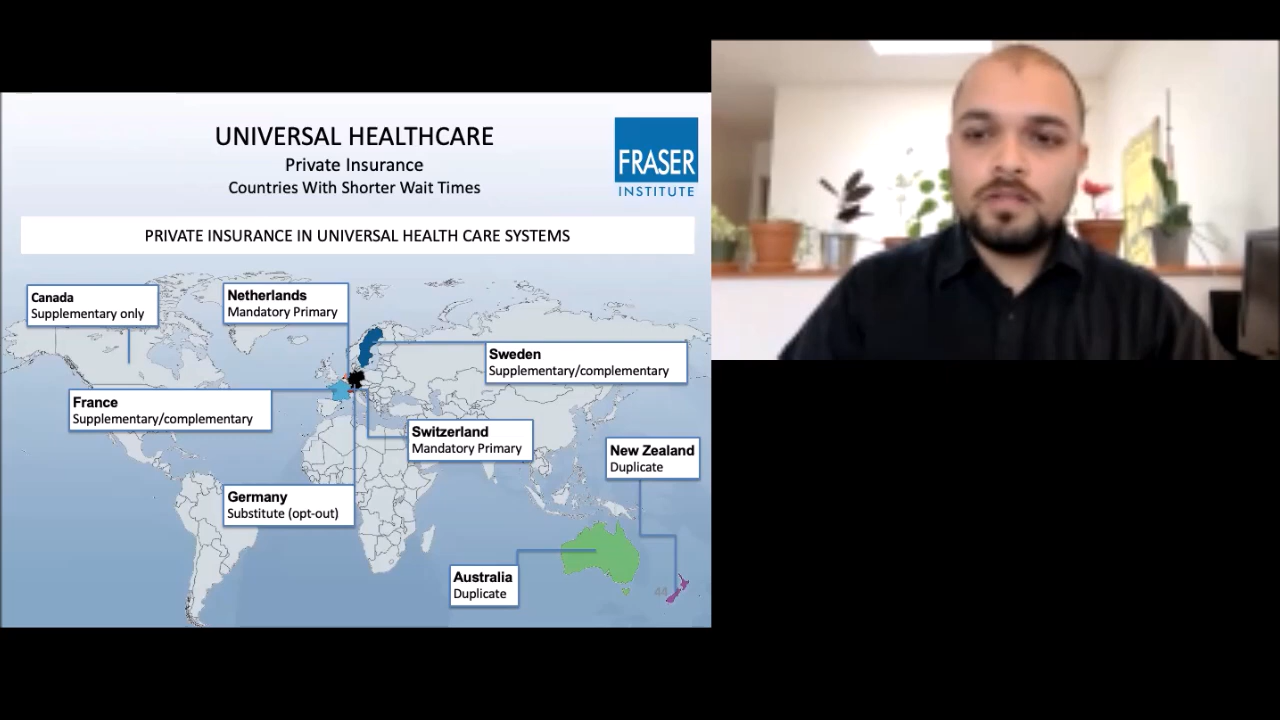 UNIVERSAL HEALTHCARE
Private Insurance
Countries With Shorter Wait Times
FRASER
INSTITUTE
PRIVATE INSURANCE IN UNIVERSAL HEALTH CARE SYSTEMS
Canada
Supplementary only
Netherlands
Mandatory Primary
Sweden
Supplementary/complementary
France
Supplementary/complementary
Switzerland
Mandatory Primary
New Zealand
Duplicate
Germany
Substitute (opt-out)
Australia
Duplicate
44